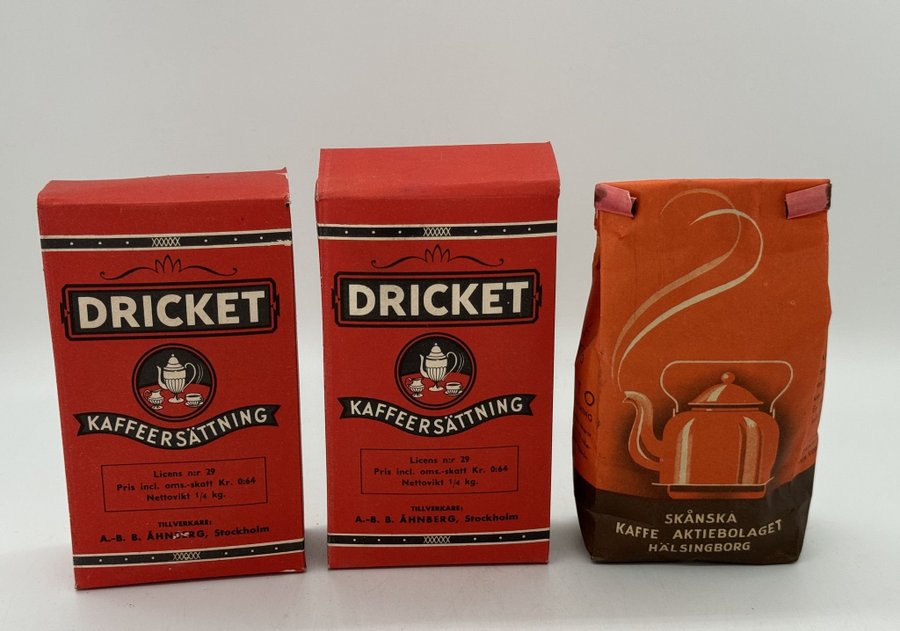 DRICKET
KAFFEERSÄTTNING
Licens n:r 29
Pris incl. oms.-skatt Kr. 0:64
Nettovikt 1/4 kg.
TILLVERKARE:
A.-B. B. ÅHNBERG, Stockholm
DRICKET
KAFFEERSÄTTNING
Licens n:r 29
Pris incl. oms.-skatt Kr. 0:64
Nettovikt 1/4 kg.
TILLVERKARE:
A.-B. B. ÅHNBERG, Stockholm
SKÅNSKA
KAFFE AKTIEBOLAGET
HÄLSINGBORG